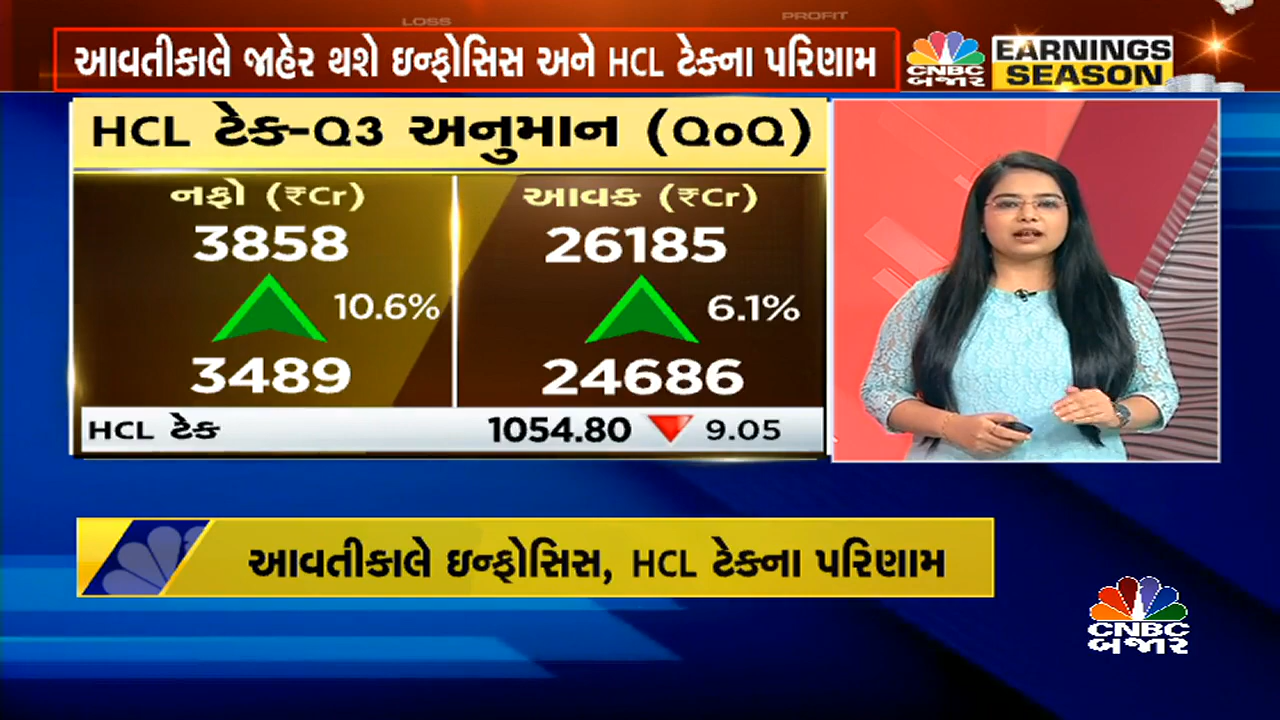 LOSS
PROFIT
આવતીકાલે જાહેર થશે ઇન્ફોસિસ અને HCL ટેકના પરિણામ
CNBC
બજાર
EARNINGS
SEASON
HCL ટેક-Q3 અનુમાન (QoQ)
નફો (₹Cr)
3858
10.6%
3489
આવક (₹Cr)
26185
6.1%
24686
HCL ટેક 1054.80 9.05
આવતીકાલે ઇન્ફોસિસ, HCL ટેકના પરિણામ
CNBC
બજાર